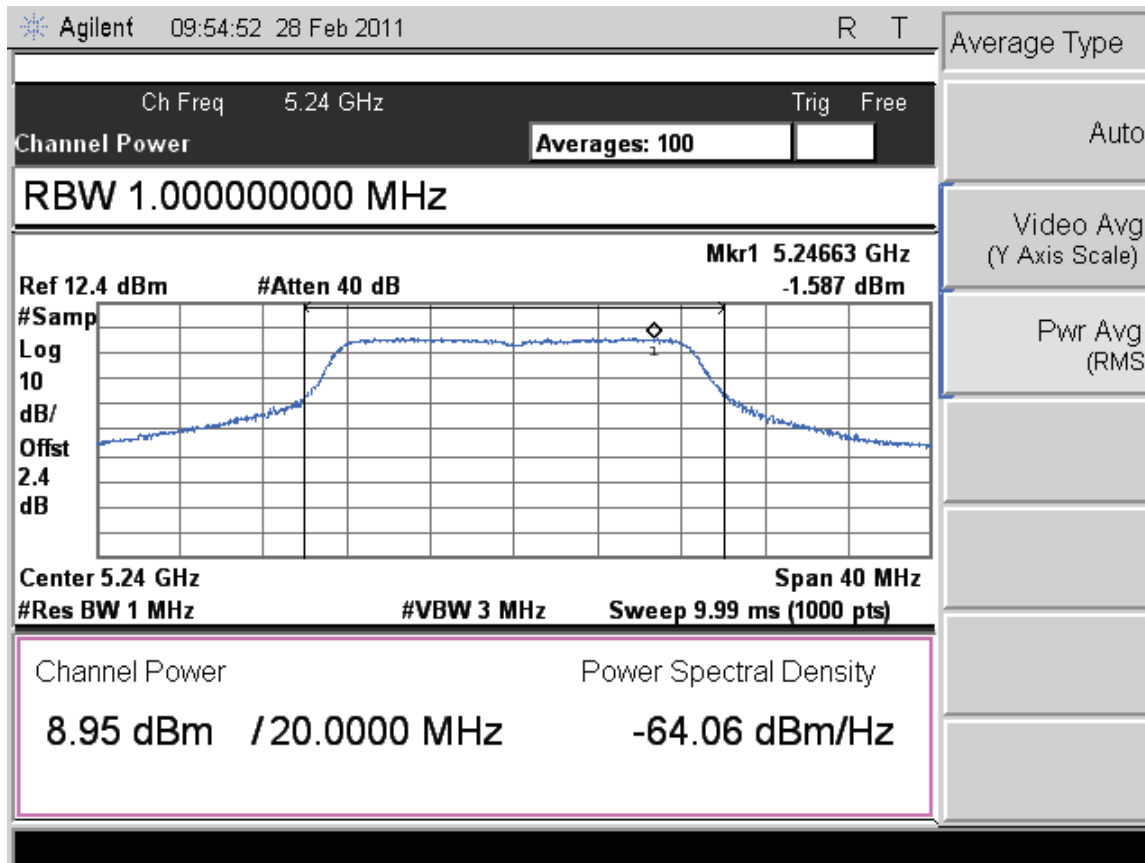 Agilent 09:54:52 28 Feb 2011 R T
Average Type
Ch Freq 5.24 GHz Trig Free
Channel Power Averages: 100
Auto
RBW 1.000000000 MHz
Video Avg
(Y Axis Scale)
Mkr1 5.24663 GHz
Ref 12.4 dBm #Atten 40 dB -1.587 dBm
#Samp
Log
10
dB/
Offst
2.4
dB
1
Pwr Avg
(RMS
Center 5.24 GHz Span 40 MHz
#Res BW 1 MHz #VBW 3 MHz Sweep 9.99 ms (1000 pts)
Channel Power Power Spectral Density
8.95 dBm / 20.0000 MHz -64.06 dBm/Hz